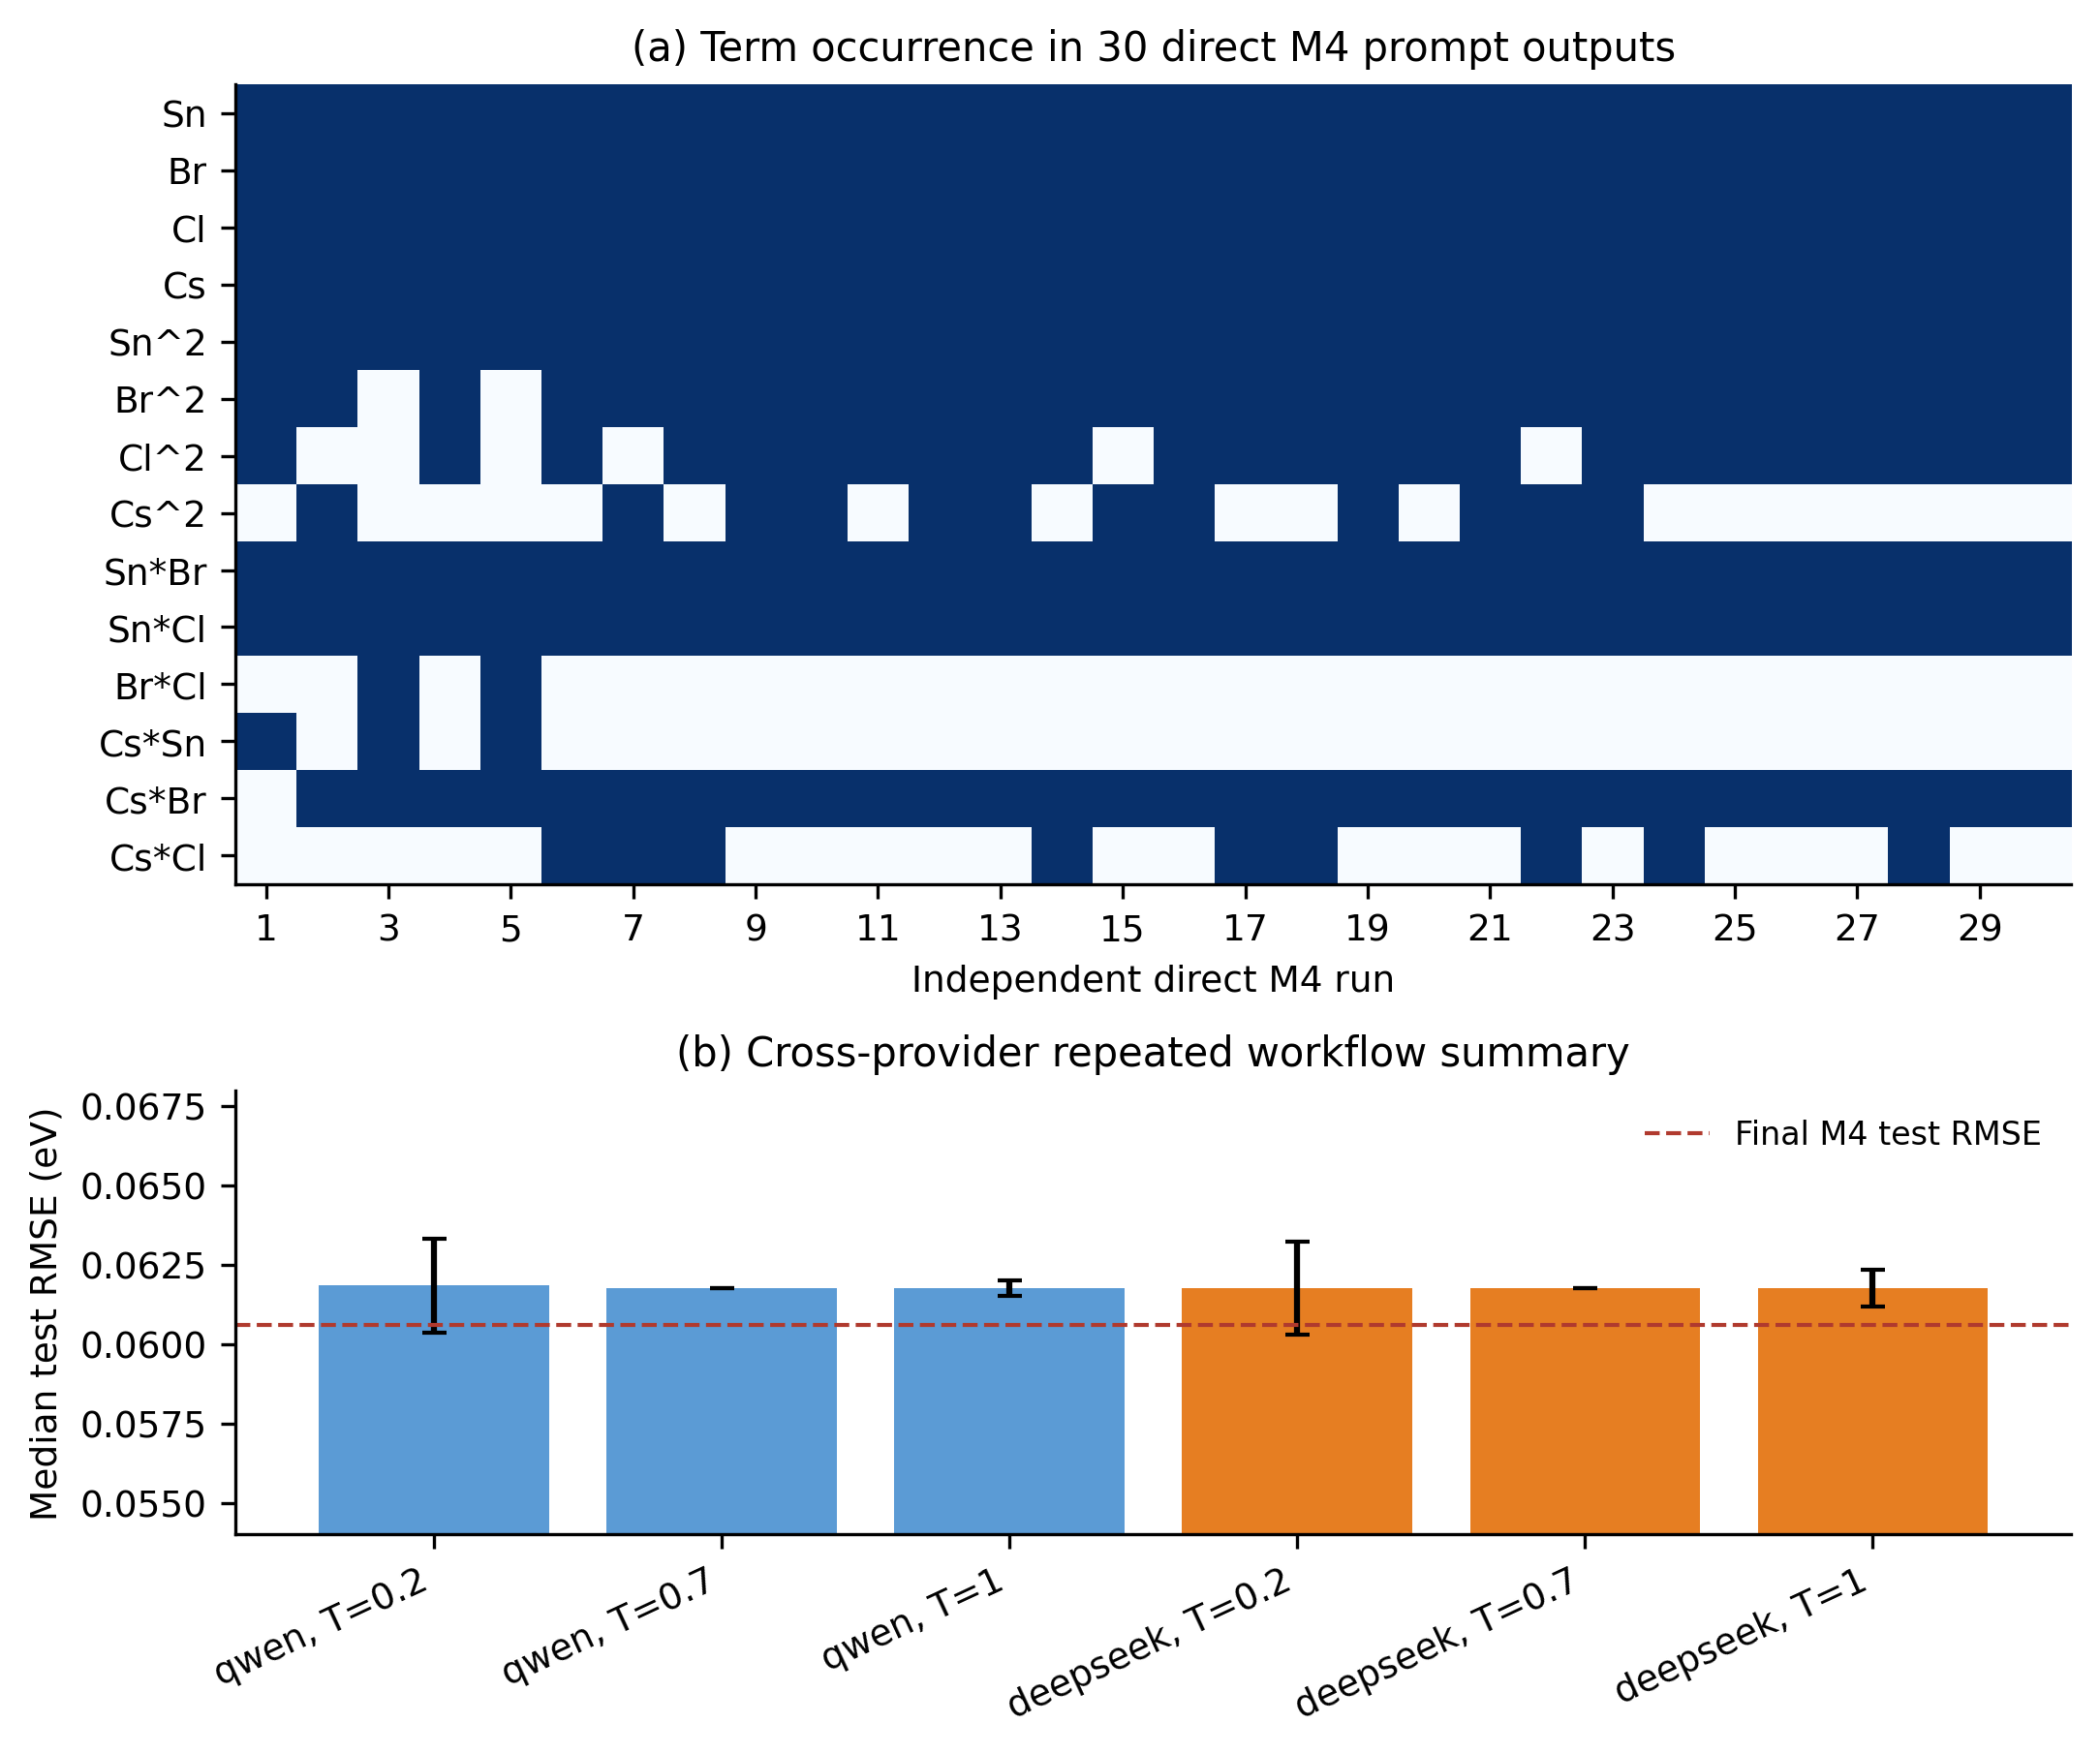 (a) Term occurrence in 30 direct M4 prompt outputs
Sn
Br
Cl
Cs
Sn^2
Br^2
Cl^2
Cs^2
Sn*Br
Sn*Cl
Br*Cl
Cs*Sn
Cs*Br
Cs*Cl
1 3 5 7 9 11 13 15 17 19 21 23 25 27 29
Independent direct M4 run
(b) Cross-provider repeated workflow summary
Median test RMSE (eV)
0.0675
0.0650
0.0625
0.0600
0.0575
0.0550
Final M4 test RMSE
qwen, T=0.2
qwen, T=0.7
qwen, T=1
deepseek, T=0.2
deepseek, T=0.7
deepseek, T=1